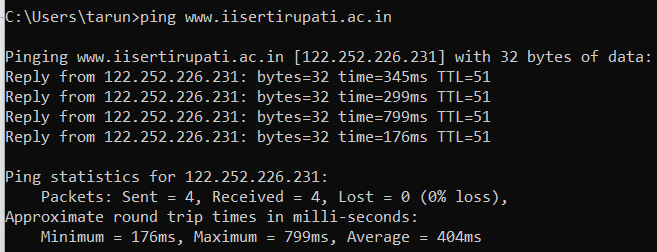 C:\Users\tarun>ping www.iisertirupati.ac.in
Pinging www.iisertirupati.ac.in [122.252.226.231] with 32 bytes of data:
Reply from 122.252.226.231: bytes=32 time=345ms TTL=51
Reply from 122.252.226.231: bytes=32 time=299ms TTL=51
Reply from 122.252.226.231: bytes=32 time=799ms TTL=51
Reply from 122.252.226.231: bytes=32 time=176ms TTL=51
Ping statistics for 122.252.226.231:
Packets: Sent = 4, Received = 4, Lost = 0 (0% loss),
Approximate round trip times in milli-seconds:
Minimum = 176ms, Maximum = 799ms, Average = 404ms